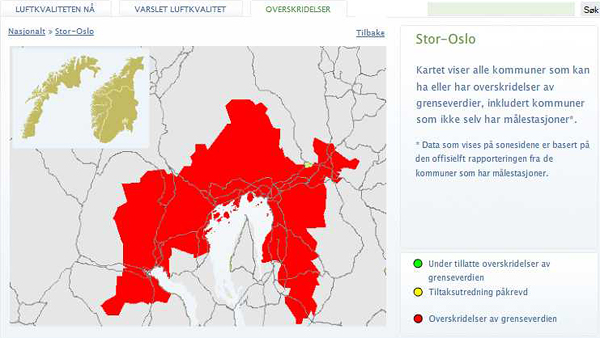 LUFTKVALITETEN NÅ
VARSLET LUFTKVALITET
OVERSKRIDELSER
Søk
Nasjonalt » Stor-Oslo
Tilbake
Stor-Oslo
Kartet viser alle kommuner som kan
ha eller har overskridelser av
grenseverdier, inkludert kommuner
som ikke selv har målestasjoner*.
* Data som vises på sonesidene er basert på
den offisielft rapporteringen fra de
kommuner som har målestasjoner.
Under tillatte overskridelser av
grenseverdien
Tiltaksutredning påkrevd
Overskridelser av grenseverdien